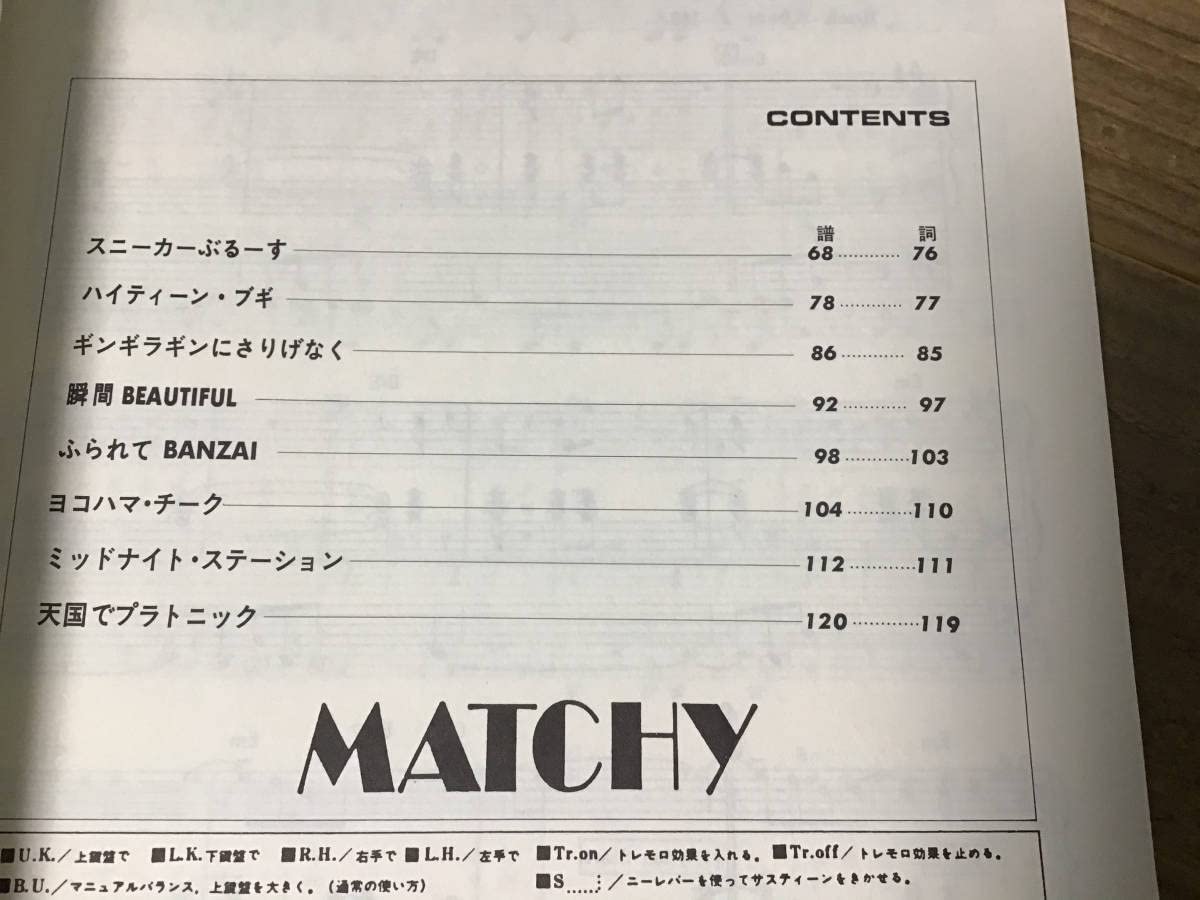 CONTENTS
譜 詞
スニーカーぶるーす 68 ............ 76
ハイティーン・ブギ 78 ............ 77
ギンギラギンにさりげなく 86 ............ 85
瞬間 BEAUTIFUL 92 ............ 97
ふられて BANZAI 98 ............ 103
ヨコハマ・チーク 104 ............ 110
ミッドナイト・ステーション 112 ............ 111
天国でプラトニック 120 ............ 119
MATCHY
■U.K./上鍵盤で ■L.K.下鍵盤で ■R.H./右手で ■L.H./左手で ■Tr.on/トレモロ効果を入れる。 ■Tr.off/トレモロ効果を止める。
■B.U./マニュアルバランス,上鍵盤を大きく。(通常の使い方) ■S.....:/ニーレバーを使ってサスティーンをきかせる。